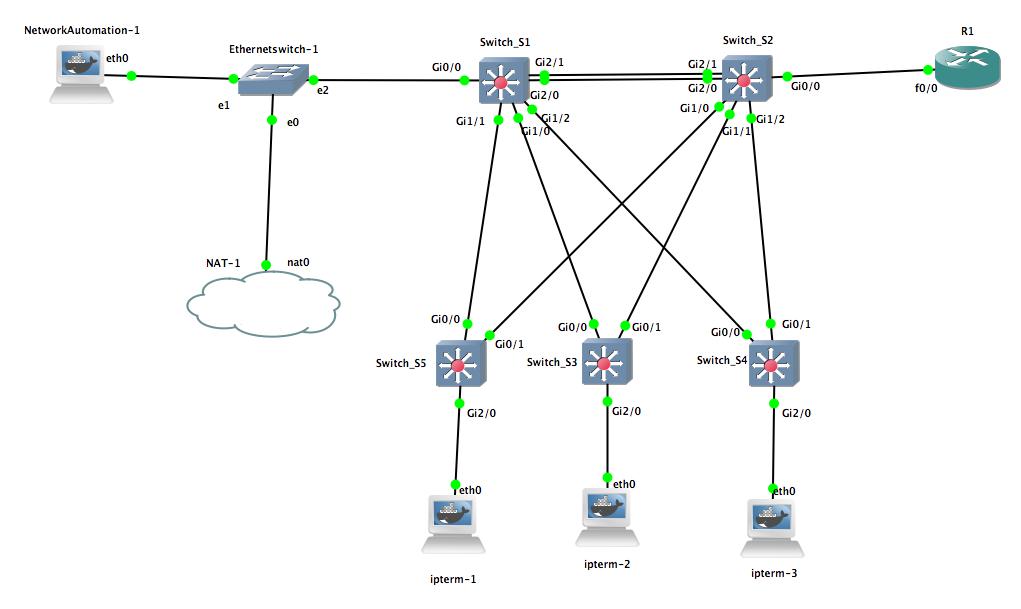 NetworkAutomation-1
eth0
Ethernetswitch-1
e1
e2
e0
NAT-1
nat0
Switch_S1
Gi0/0
Gi2/1
Gi2/0
Gi1/1
Gi1/0
Gi1/2
Switch_S2
Gi2/1
Gi2/0
Gi0/0
Gi1/0
Gi1/1
Gi1/2
R1
f0/0
Switch_S5
Gi0/0
Gi0/1
Gi2/0
Switch_S3
Gi0/0
Gi0/1
Gi2/0
Switch_S4
Gi0/0
Gi0/1
Gi2/0
eth0
ipterm-1
eth0
ipterm-2
eth0
ipterm-3